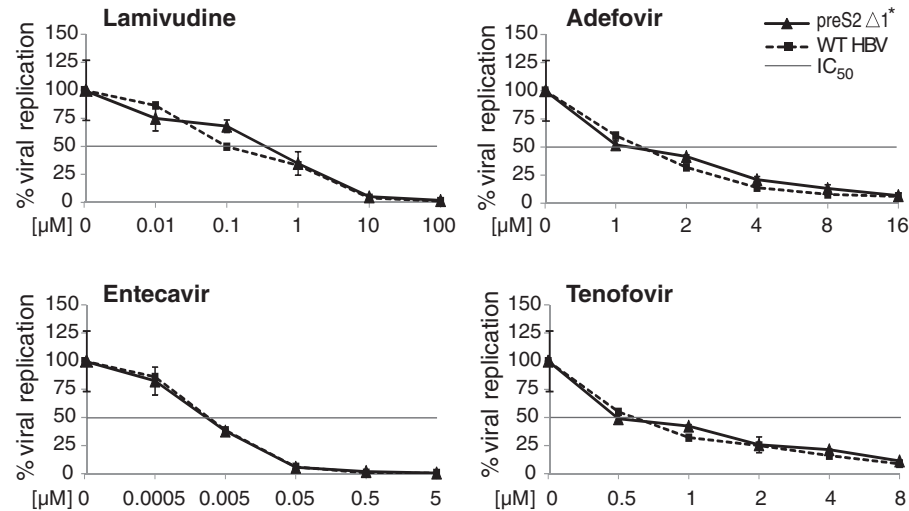 Lamivudine
% viral replication
150
125
100
75
50
25
0
[µM] 0 0.01 0.1 1 10 100
Adefovir
% viral replication
150
125
100
75
50
25
0
[µM] 0 1 2 4 8 16
preS2 △1*
WT HBV
IC50
Entecavir
% viral replication
150
125
100
75
50
25
0
[µM] 0 0.0005 0.005 0.05 0.5 5
Tenofovir
% viral replication
150
125
100
75
50
25
0
[µM] 0 0.5 1 2 4 8